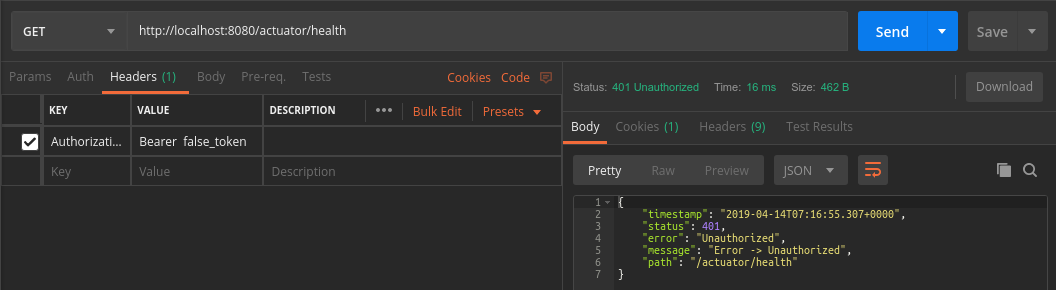 GET http://localhost:8080/actuator/health Send Save
Params Auth Headers (1) Body Pre-req. Tests Cookies Code
KEY VALUE DESCRIPTION ••• Bulk Edit Presets
Authorizati... Bearer  false_token
Key Value Description
Status: 401 Unauthorized Time: 16 ms Size: 462 B Download
Body Cookies (1) Headers (9) Test Results
Pretty Raw Preview JSON
1 {
2 "timestamp": "2019-04-14T07:16:55.307+0000",
3 "status": 401,
4 "error": "Unauthorized",
5 "message": "Error -> Unauthorized",
6 "path": "/actuator/health"
7 }